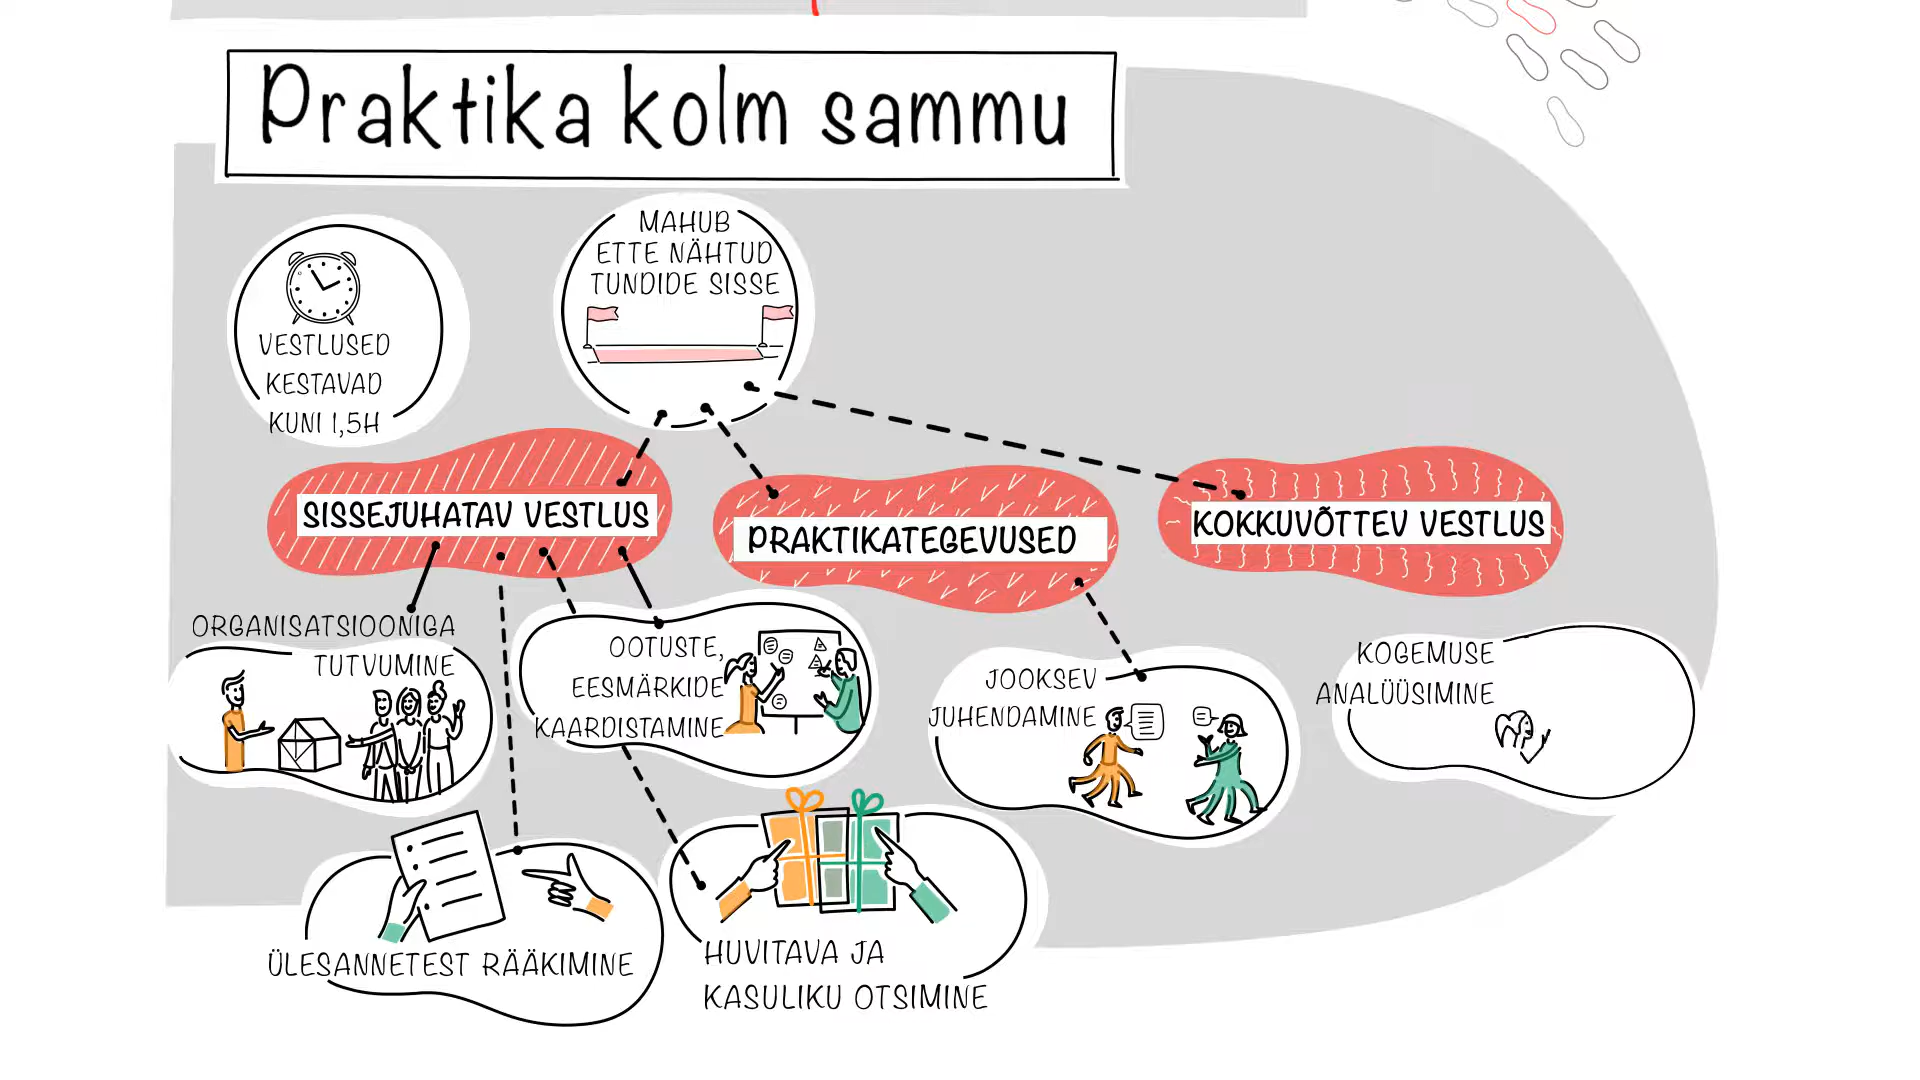 Praktika kolm sammu
VESTLUSED
KESTAVAD
KUNI 1,5H
MAHUB
ETTE NÄHTUD
TUNDIDE SISSE
SISSEJUHATAV VESTLUS
PRAKTIKATEGEVUSED
KOKKUVÕTTEV VESTLUS
ORGANISATSIOONIGA
TUTVUMINE
OOTUSTE,
EESMÄRKIDE
KAARDISTAMINE
JOOKSEV
JUHENDAMINE
KOGEMUSE
ANALÜÜSIMINE
ÜLESANNETEST RÄÄKIMINE
HUVITAVA JA
KASULIKU OTSIMINE